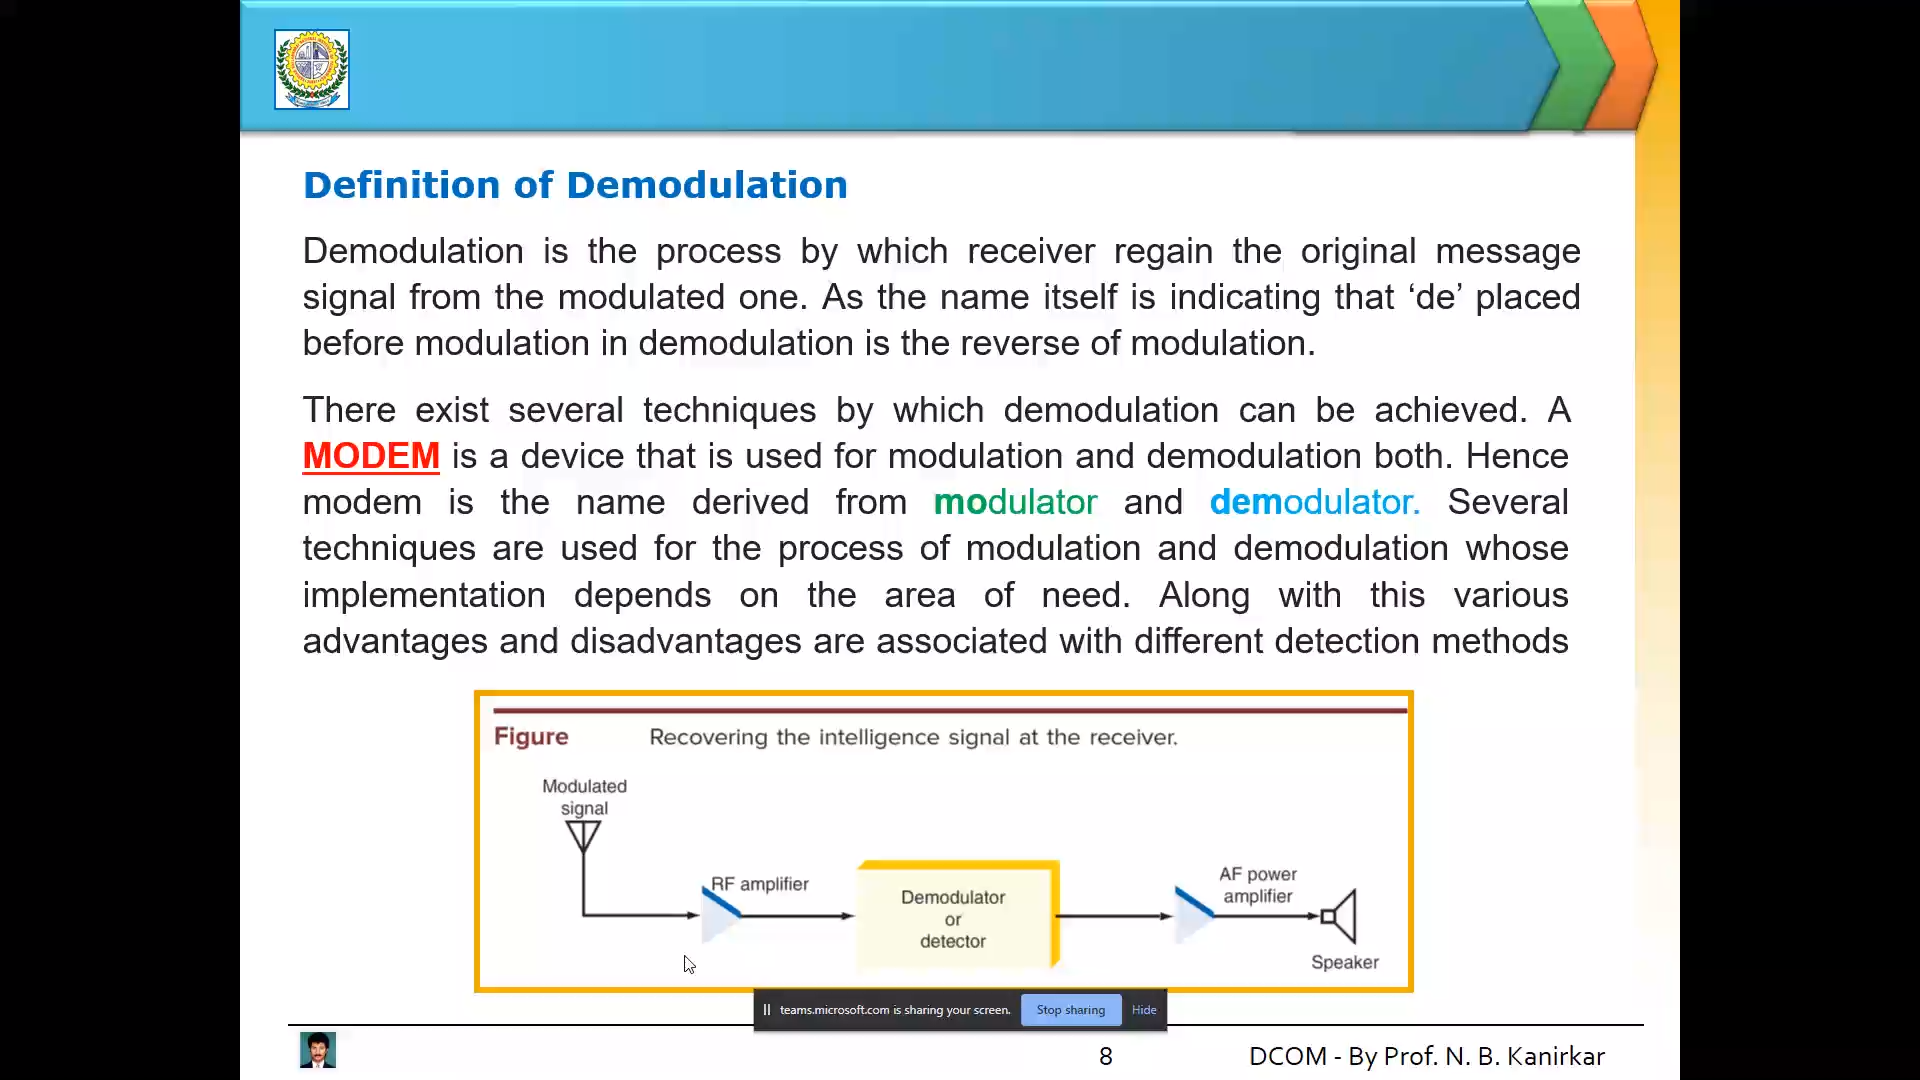 Definition of Demodulation
Demodulation is the process by which receiver regain the original message
signal from the modulated one. As the name itself is indicating that ‘de’ placed
before modulation in demodulation is the reverse of modulation.
There exist several techniques by which demodulation can be achieved. A
MODEM is a device that is used for modulation and demodulation both. Hence
modem is the name derived from modulator and demodulator. Several
techniques are used for the process of modulation and demodulation whose
implementation depends on the area of need. Along with this various
advantages and disadvantages are associated with different detection methods
Figure Recovering the intelligence signal at the receiver.
Modulated
signal
RF amplifier
Demodulator
or
detector
AF power
amplifier
Speaker
teams.microsoft.com is sharing your screen. Stop sharing Hide
8 DCOM - By Prof. N. B. Kanirkar